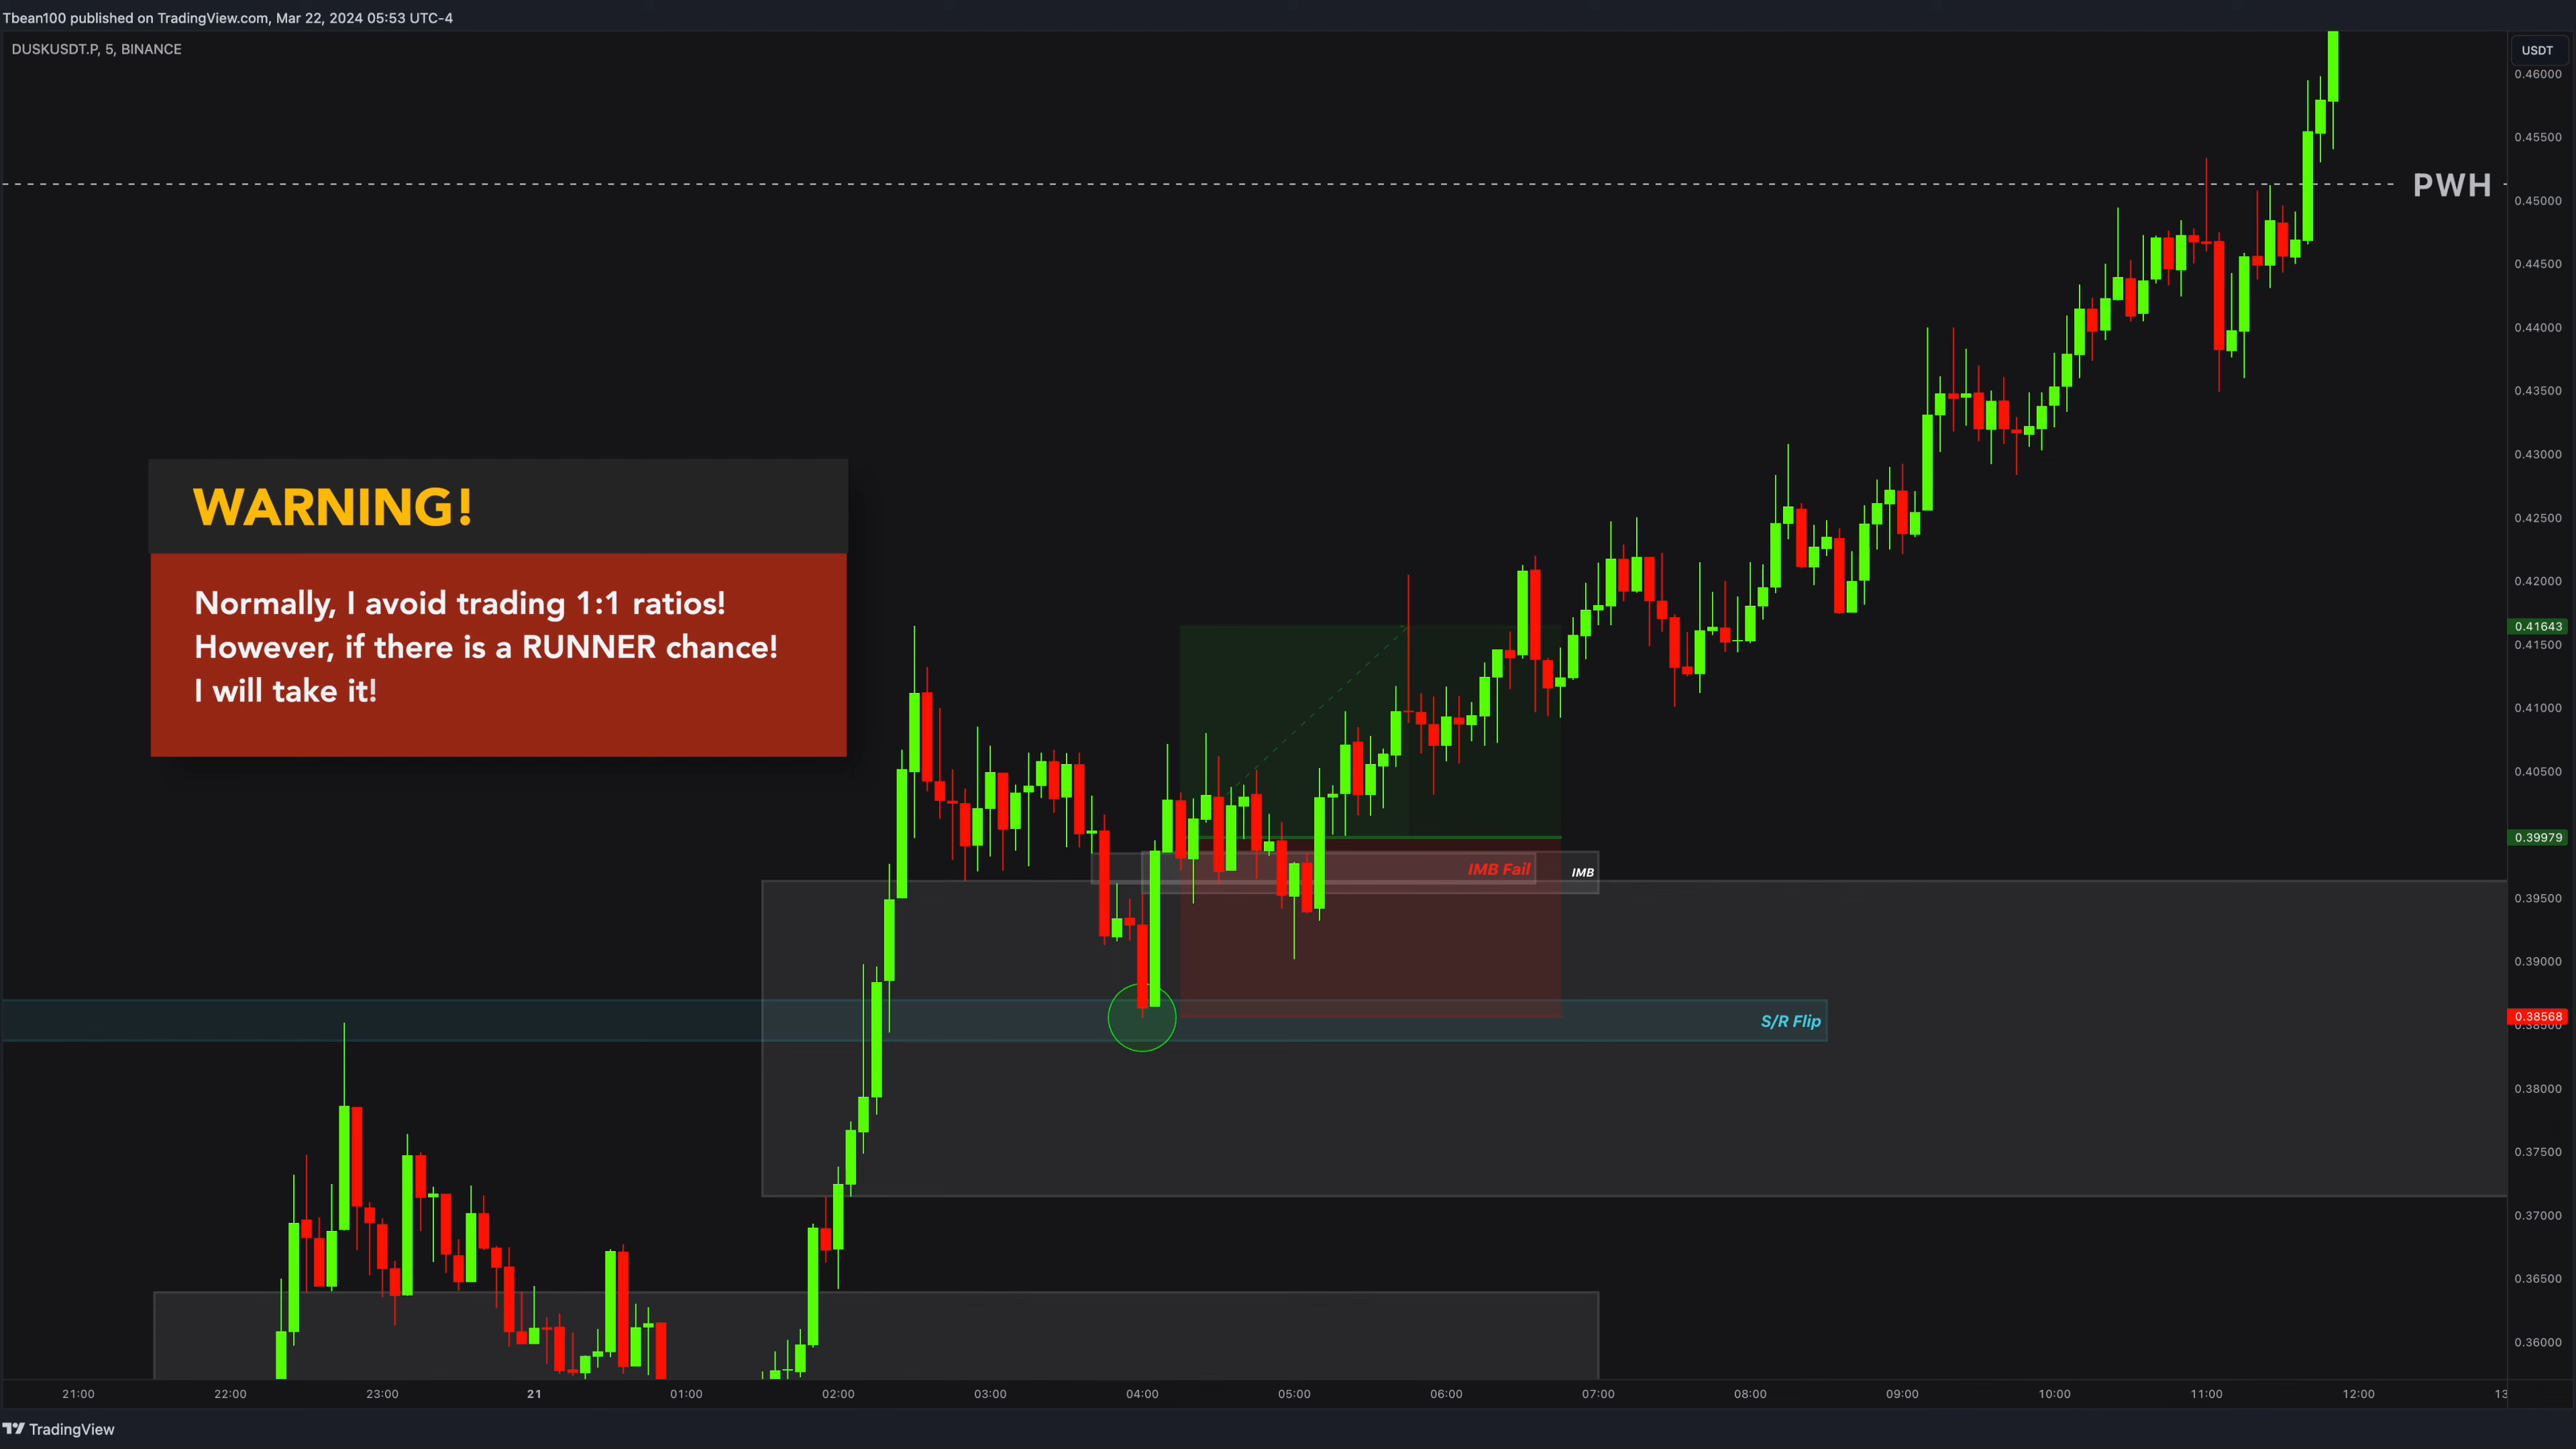 Tbean100 published on TradingView.com, Mar 22, 2024 05:53 UTC-4
DUSKUSDT.P, 5, BINANCE
USDT
0.46000
0.45500
PWH
0.45000
0.44500
0.44000
0.43500
0.43000
0.42500
0.42000
WARNING!
Normally, I avoid trading 1:1 ratios!
However, if there is a RUNNER chance!
I will take it!
0.41643
0.41500
0.41000
0.40500
0.39979
IMB Fail
IMB
0.39500
0.39000
S/R Flip
0.38568
0.38500
0.38000
0.37500
0.37000
0.36500
0.36000
21:00 22:00 23:00 21 01:00 02:00 03:00 04:00 05:00 06:00 07:00 08:00 09:00 10:00 11:00 12:00 13
TradingView